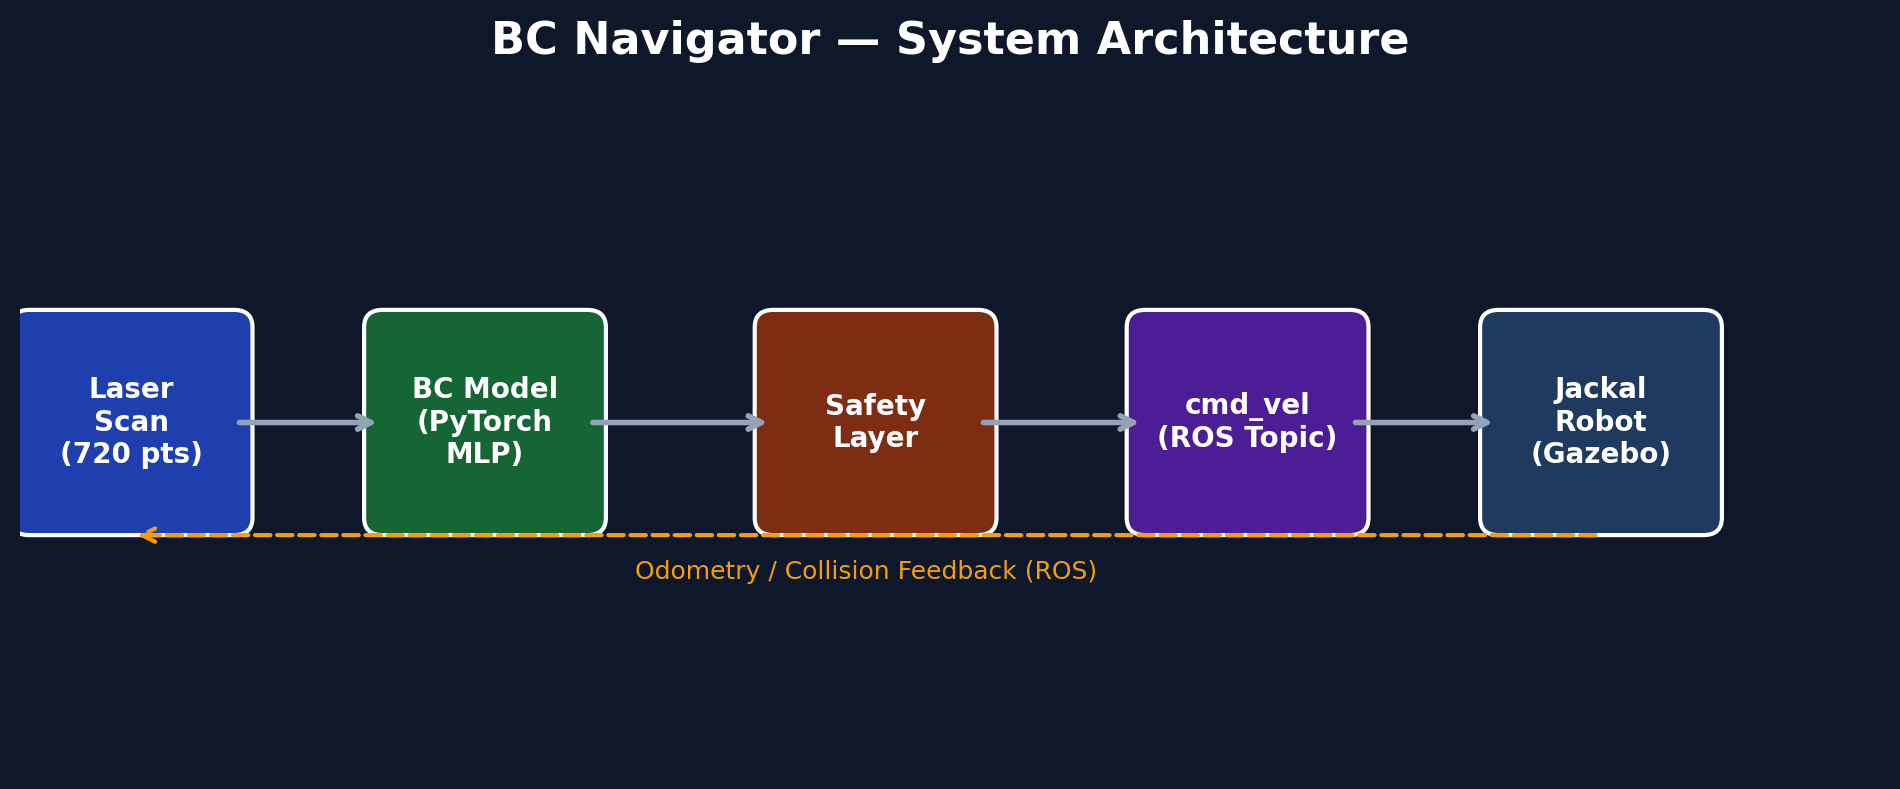 BC Navigator — System Architecture
Laser
Scan
(720 pts)
BC Model
(PyTorch
MLP)
Safety
Layer
cmd_vel
(ROS Topic)
Jackal
Robot
(Gazebo)
Odometry / Collision Feedback (ROS)